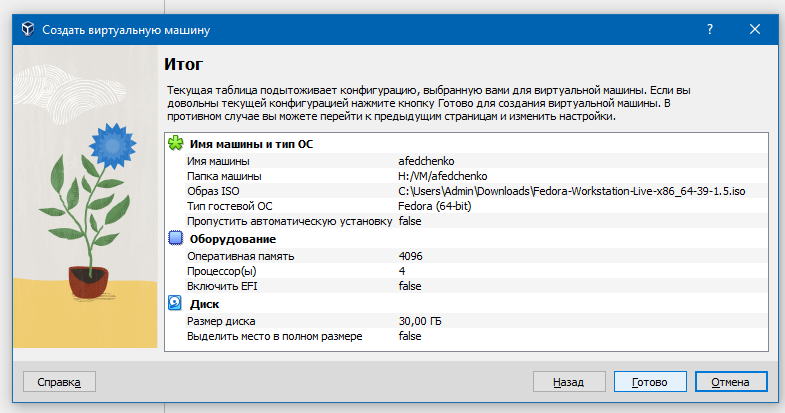 Создать виртуальную машину
?
Итог
Текущая таблица подытоживает конфигурацию, выбранную вами для виртуальной машины. Если вы
довольны текущей конфигурацией нажмите кнопку Готово для создания виртуальной машины. В
противном случае вы можете перейти к предыдущим страницам и изменить настройки.
Имя машины и тип ОС
Имя машины afedchenko
Папка машины H:/VM/afedchenko
Образ ISO C:\Users\Admin\Downloads\Fedora-Workstation-Live-x86_64-39-1.5.iso
Тип гостевой ОС Fedora (64-bit)
Пропустить автоматическую установку false
Оборудование
Оперативная память 4096
Процессор(ы) 4
Включить EFI false
Диск
Размер диска 30,00 ГБ
Выделить место в полном размере false
Справка Назад Готово Отмена